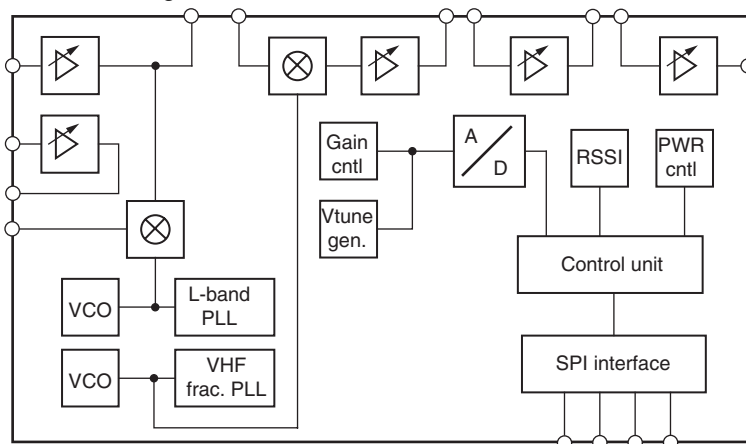 Gain
cntl
A
D
RSSI
PWR
cntl
Vtune
gen.
Control unit
VCO
L-band
PLL
SPI interface
VCO
VHF
frac. PLL